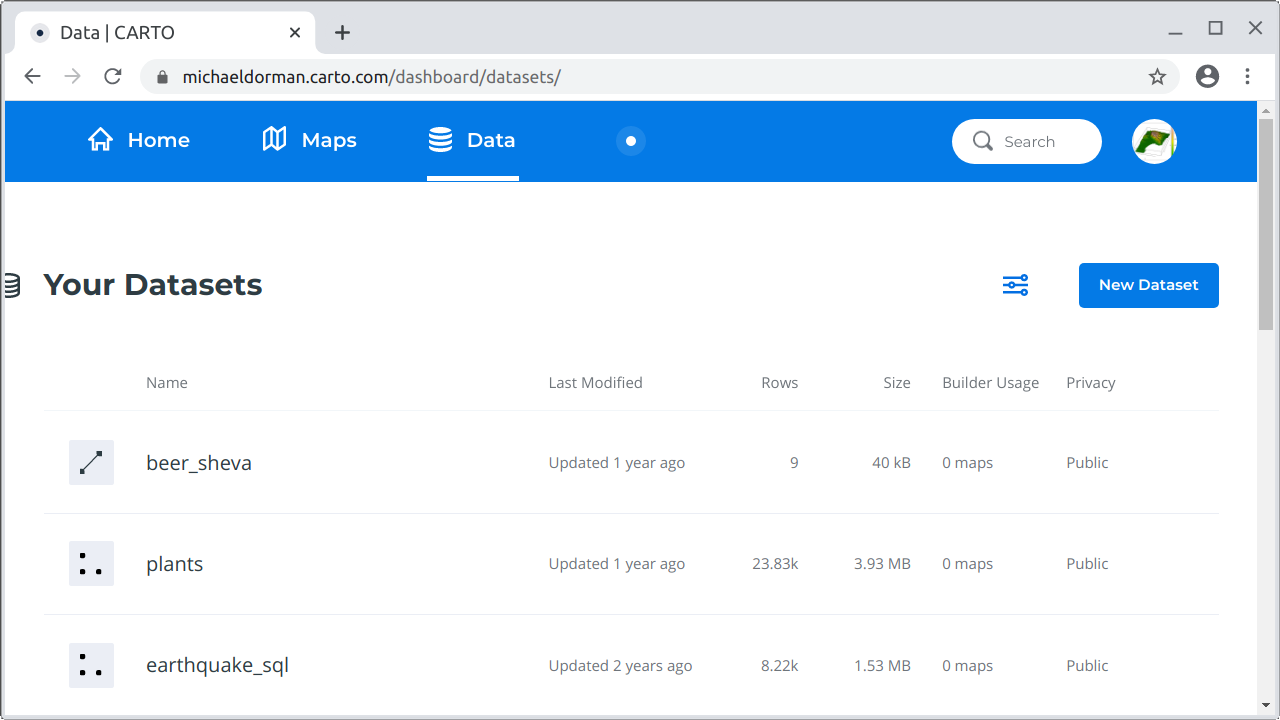 Data | CARTO
michaeldorman.carto.com/dashboard/datasets/
Home Maps Data Search
Your Datasets New Dataset
Name Last Modified Rows Size Builder Usage Privacy
beer_sheva Updated 1 year ago 9 40 kB 0 maps Public
plants Updated 1 year ago 23.83k 3.93 MB 0 maps Public
earthquake_sql Updated 2 years ago 8.22k 1.53 MB 0 maps Public